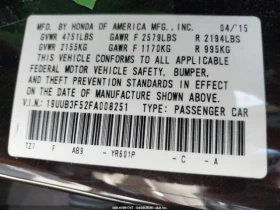 MFD. BY HONDA OF AMERICA MFG., INC. 04/15
GVWR 4751LBS GAWR F 2579LBS R 2194LBS
GVWR 2155KG GAWR F 1170KG R 995KG
THIS VEHICLE CONFORMS TO ALL APPLICABLE
FEDERAL MOTOR VEHICLE SAFETY, BUMPER,
AND THEFT PREVENTION STANDARDS IN EFFECT
ON THE DATE OF MANUFACTURE SHOWN ABOVE.
V.I.N.: 19UUB3F52FA008251 TYPE: PASSENGER CAR
F AB9 - YR601P - C - A